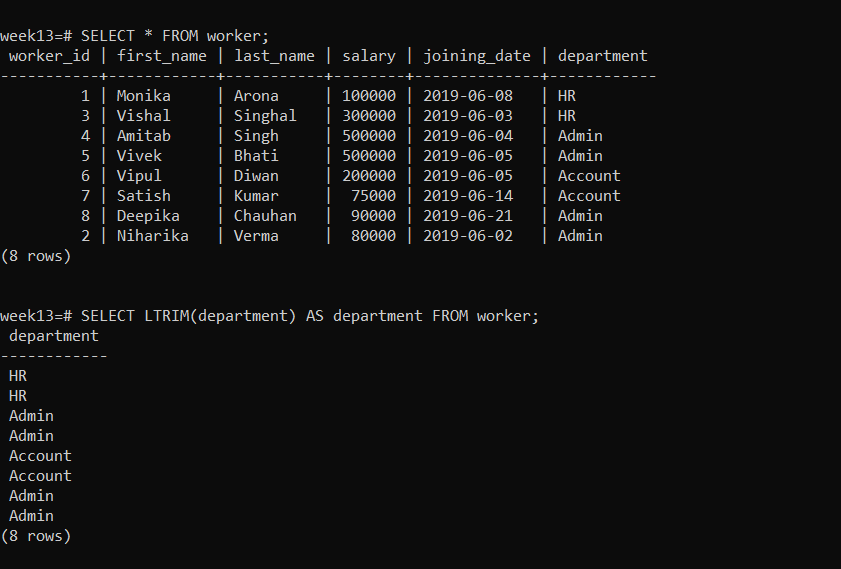 week13=# SELECT * FROM worker;
 worker_id | first_name | last_name | salary | joining_date | department
-----------+------------+-----------+--------+--------------+------------
         1 | Monika     | Arona     | 100000 | 2019-06-08   | HR
         3 | Vishal     | Singhal   | 300000 | 2019-06-03   | HR
         4 | Amitab     | Singh     | 500000 | 2019-06-04   | Admin
         5 | Vivek      | Bhati     | 500000 | 2019-06-05   | Admin
         6 | Vipul      | Diwan     | 200000 | 2019-06-05   | Account
         7 | Satish     | Kumar     |  75000 | 2019-06-14   | Account
         8 | Deepika    | Chauhan   |  90000 | 2019-06-21   | Admin
         2 | Niharika   | Verma     |  80000 | 2019-06-02   | Admin
(8 rows)
week13=# SELECT LTRIM(department) AS department FROM worker;
 department
------------
 HR
 HR
 Admin
 Admin
 Account
 Account
 Admin
 Admin
(8 rows)